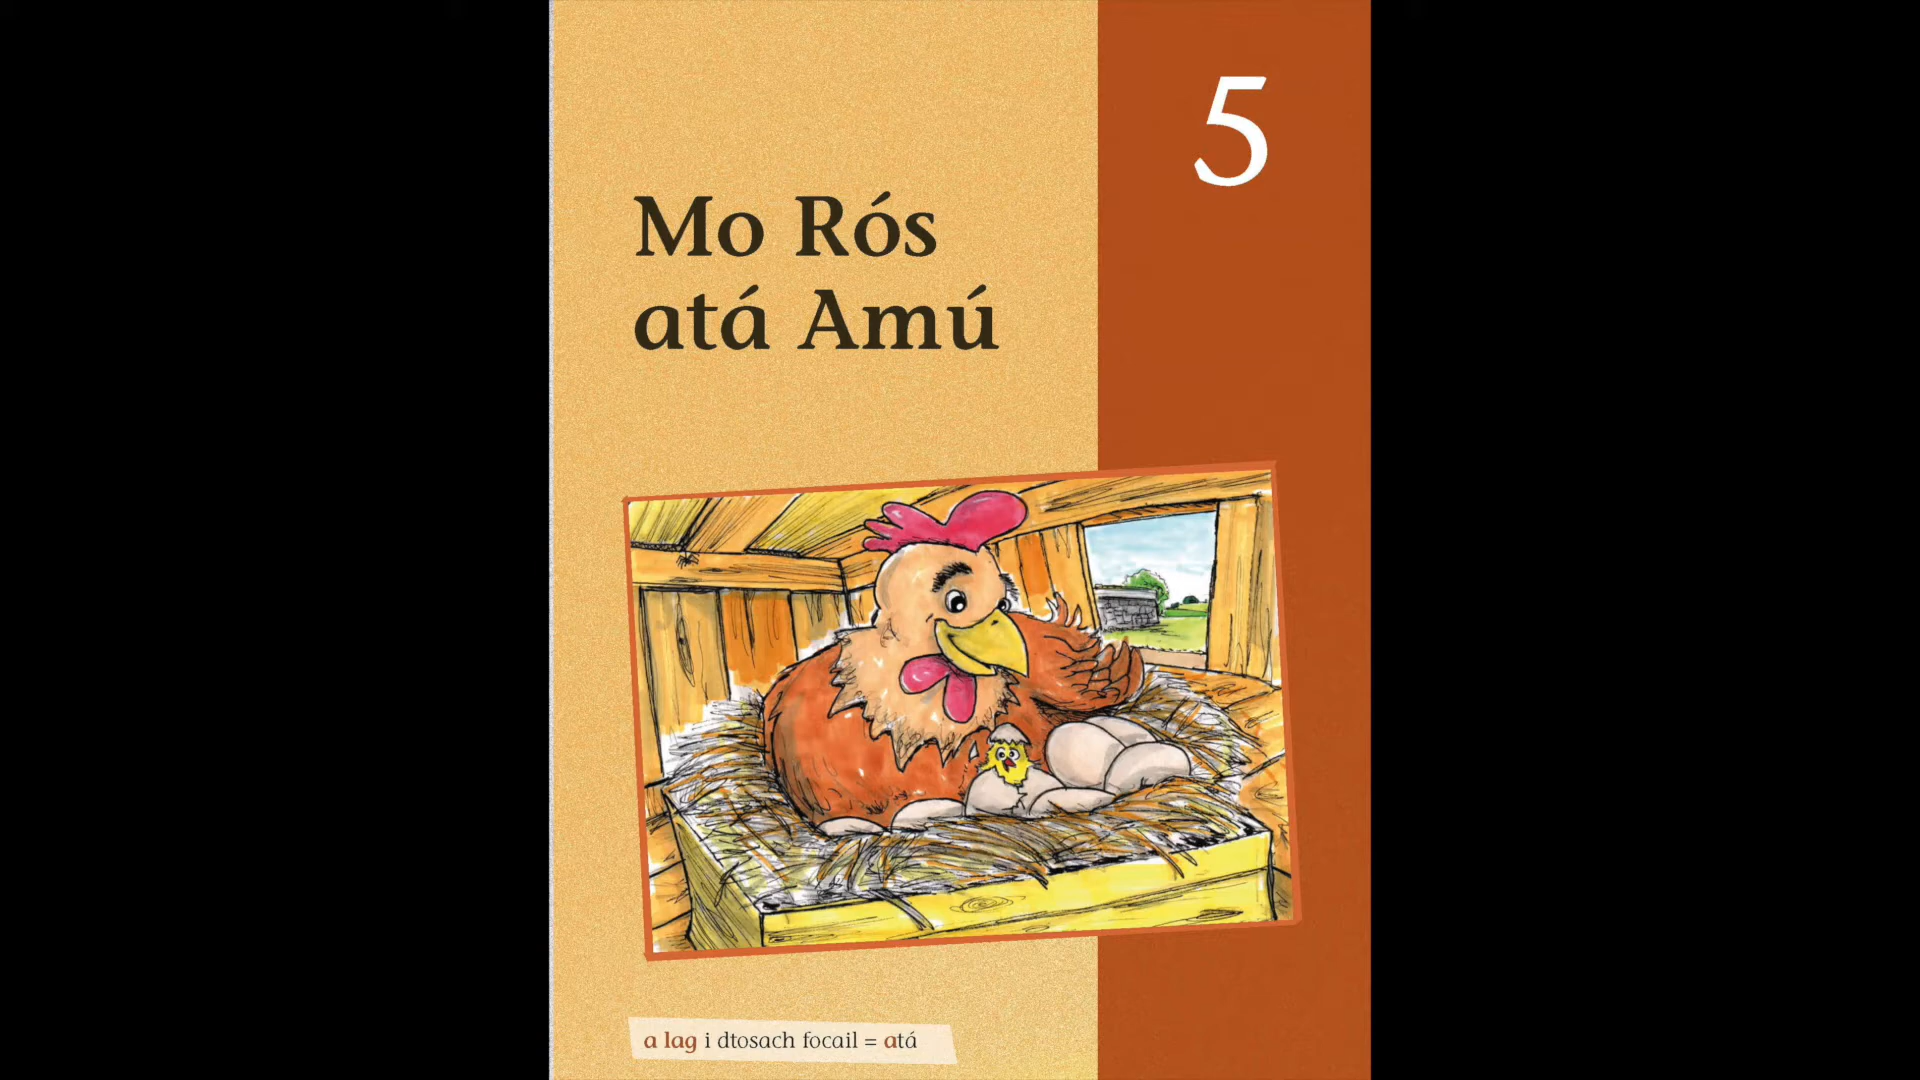 5
Mo Rós
atá Amú
a lag i dtosach focail = atá